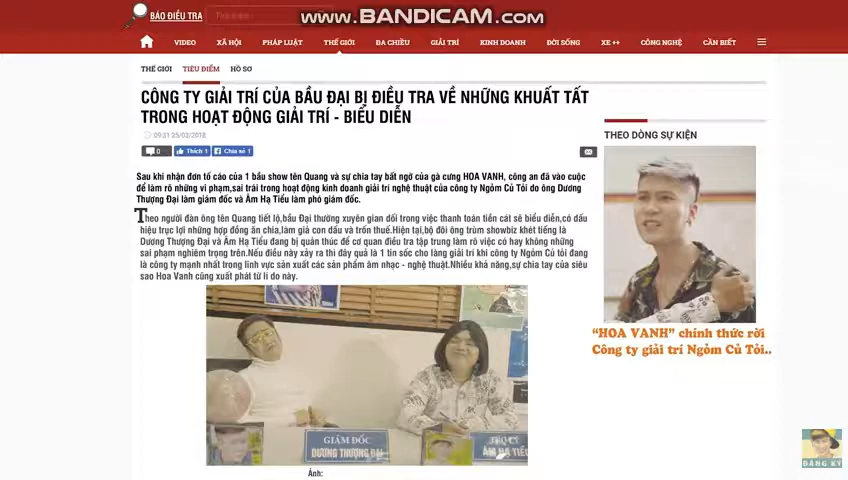 www.BANDICAM.com
BÁO ĐIỀU TRA
VIDEO XÃ HỘI PHÁP LUẬT THẾ GIỚI ĐA CHIỀU GIẢI TRÍ KINH DOANH ĐỜI SỐNG XE ++ CÔNG NGHỆ CẦN BIẾT
THẾ GIỚI TIÊU ĐIỂM HỒ SƠ
CÔNG TY GIẢI TRÍ CỦA BẦU ĐẠI BỊ ĐIỀU TRA VỀ NHỮNG KHUẤT TẤT
TRONG HOẠT ĐỘNG GIẢI TRÍ - BIỂU DIỄN
09:31 25/02/2018
0 Thích 1 Chia sẻ 1
Sau khi nhận đơn tố cáo của 1 bầu show tên Quang và sự chia tay bất ngờ của gà cưng HOA VANH, công an đã vào cuộc
để làm rõ những vi phạm,sai trái trong hoạt động kinh doanh giải trí nghệ thuật của công ty Ngỏm Củ Tỏi do ông Dương
Thượng Đại làm giám đốc và Âm Hạ Tiểu làm phó giám đốc.
Theo người đàn ông tên Quang tiết lộ,bầu Đại thường xuyên gian dối trong việc thanh toán tiền cát sê biểu diễn,có dấu
hiệu trục lợi những hợp đồng ăn chia,làm giả con dấu và trốn thuế.Hiện tại,bộ đôi ông trùm showbiz khét tiếng là
Dương Thượng Đại và Âm Hạ Tiểu đang bị quản thúc để cơ quan điều tra tập trung làm rõ việc có hay không những
sai phạm nghiêm trọng trên.Nếu điều này xảy ra thì đây quả là 1 tin sốc cho làng giải trí khi công ty Ngỏm Củ tỏi đang
là công ty mạnh nhất trong lĩnh vực sản xuất các sản phẩm âm nhạc - nghệ thuật.Nhiều khả năng,sự chia tay của siêu
sao Hoa Vanh cũng xuất phát từ lí do này.
THEO DÒNG SỰ KIỆN
“HOA VANH” chính thức rời
Công ty giải trí Ngỏm Củ Tỏi..
GIÁM ĐỐC
DƯƠNG THƯỢNG ĐẠI
ÂM HẠ TIỂU
Ảnh:
ĐĂNG KÝ